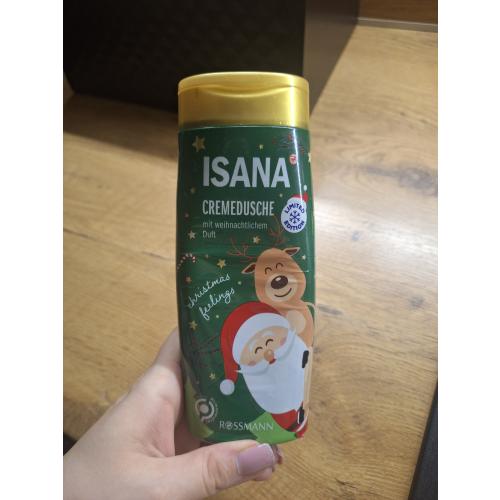 ISANA
CREMEDUSCHE
mit weihnachtlichem
Duft
LIMITED
EDITION
christmas
feelings
ROSSMANN